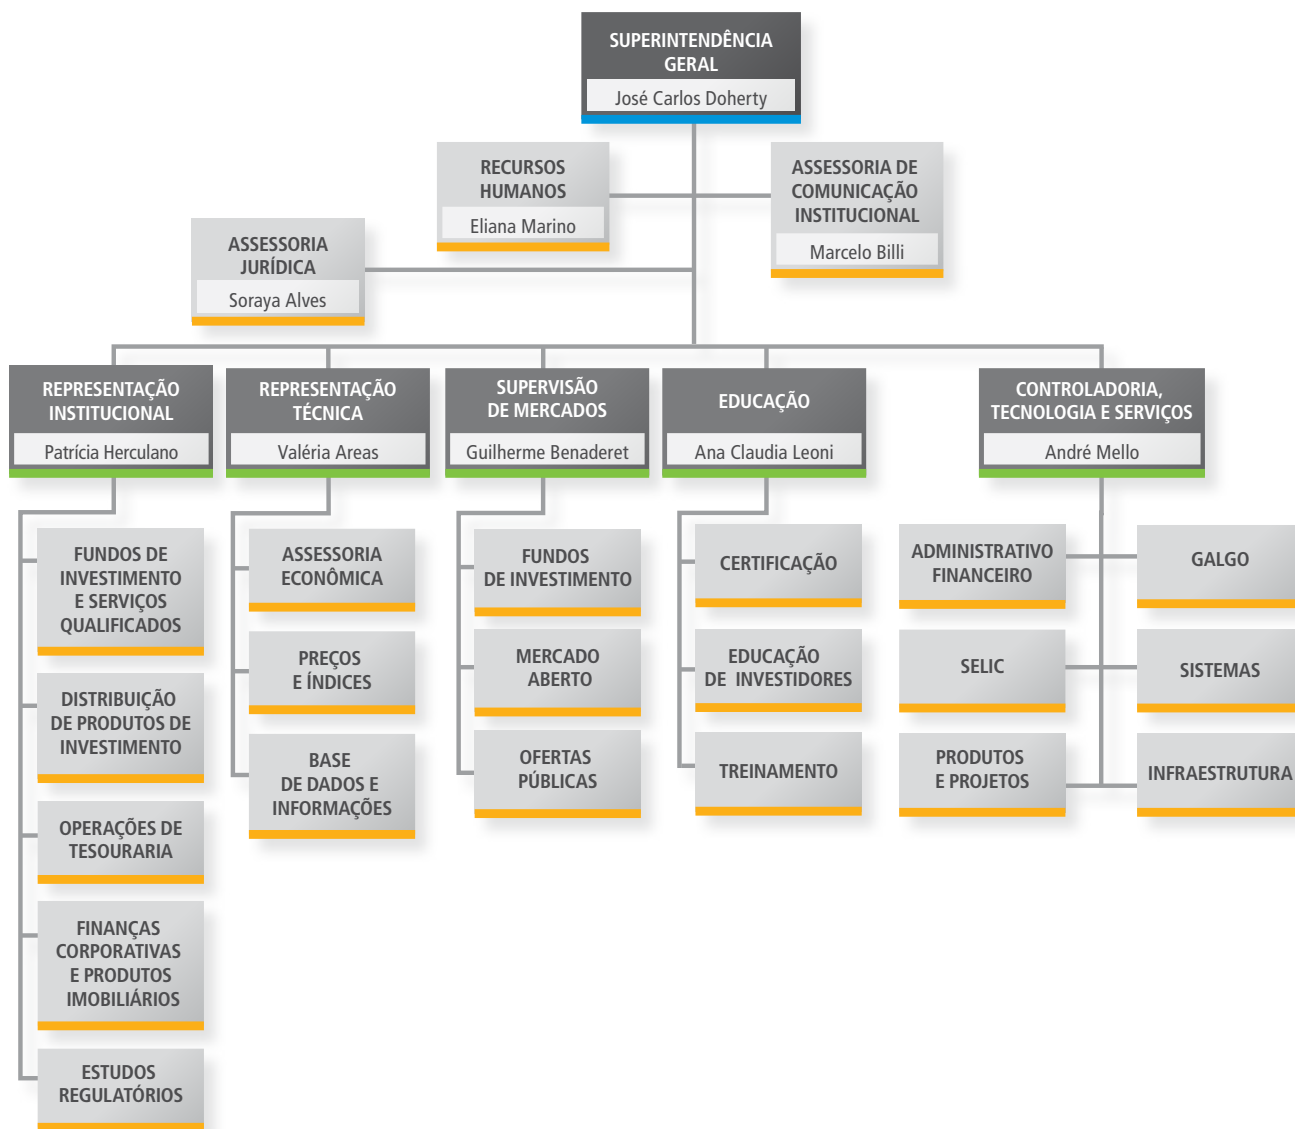 SUPERINTENDÊNCIA
GERAL
José Carlos Doherty
RECURSOS
HUMANOS
Eliana Marino
ASSESSORIA DE
COMUNICAÇÃO
INSTITUCIONAL
Marcelo Billi
ASSESSORIA
JURÍDICA
Soraya Alves
REPRESENTAÇÃO
INSTITUCIONAL
Patrícia Herculano
REPRESENTAÇÃO
TÉCNICA
Valéria Areas
SUPERVISÃO
DE MERCADOS
Guilherme Benaderet
EDUCAÇÃO
Ana Claudia Leoni
CONTROLADORIA,
TECNOLOGIA E SERVIÇOS
André Mello
FUNDOS DE
INVESTIMENTO
E SERVIÇOS
QUALIFICADOS
DISTRIBUIÇÃO
DE PRODUTOS DE
INVESTIMENTO
OPERAÇÕES DE
TESOURARIA
FINANÇAS
CORPORATIVAS
E PRODUTOS
IMOBILIÁRIOS
ESTUDOS
REGULATÓRIOS
ASSESSORIA
ECONÔMICA
PREÇOS
E ÍNDICES
BASE
DE DADOS E
INFORMAÇÕES
FUNDOS
DE INVESTIMENTO
MERCADO
ABERTO
OFERTAS
PÚBLICAS
CERTIFICAÇÃO
EDUCAÇÃO
DE INVESTIDORES
TREINAMENTO
ADMINISTRATIVO
FINANCEIRO
GALGO
SELIC
SISTEMAS
PRODUTOS
E PROJETOS
INFRAESTRUTURA